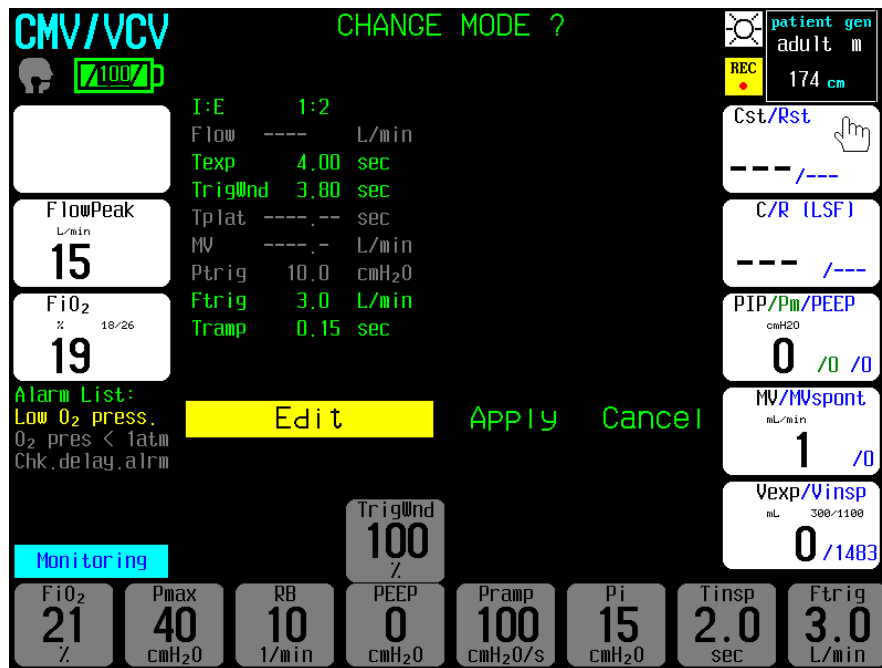 CMV/VCV
CHANGE MODE ?
patient gen
adult m
REC
174 cm
100
I:E 1:2
Flow ---- L/min
Texp 4.00 sec
TrigWnd 3.80 sec
Tplat ----.-- sec
MV ----.- L/min
Ptrig 10.0 cmH₂O
Ftrig 3.0 L/min
Tramp 0.15 sec
FlowPeak
L/min
15
FiO₂
% 18/26
19
Alarm List:
Low O₂ press.
O₂ pres < 1atm
Chk.delay.alrm
Monitoring
Edit Apply Cancel
Cst/Rst
---/---
C/R (LSF)
--- /---
PIP/Pm/PEEP
cmH2O
0 /0 /0
MV/MVspont
mL/min
1 /0
Vexp/Vinsp
mL 300/1100
0 /1483
TrigWnd
100
%
FiO₂
21
%
Pmax
40
cmH₂O
RB
10
1/min
PEEP
0
cmH₂O
Pramp
100
cmH₂O/s
Pi
15
cmH₂O
Tinsp
2.0
sec
Ftrig
3.0
L/min